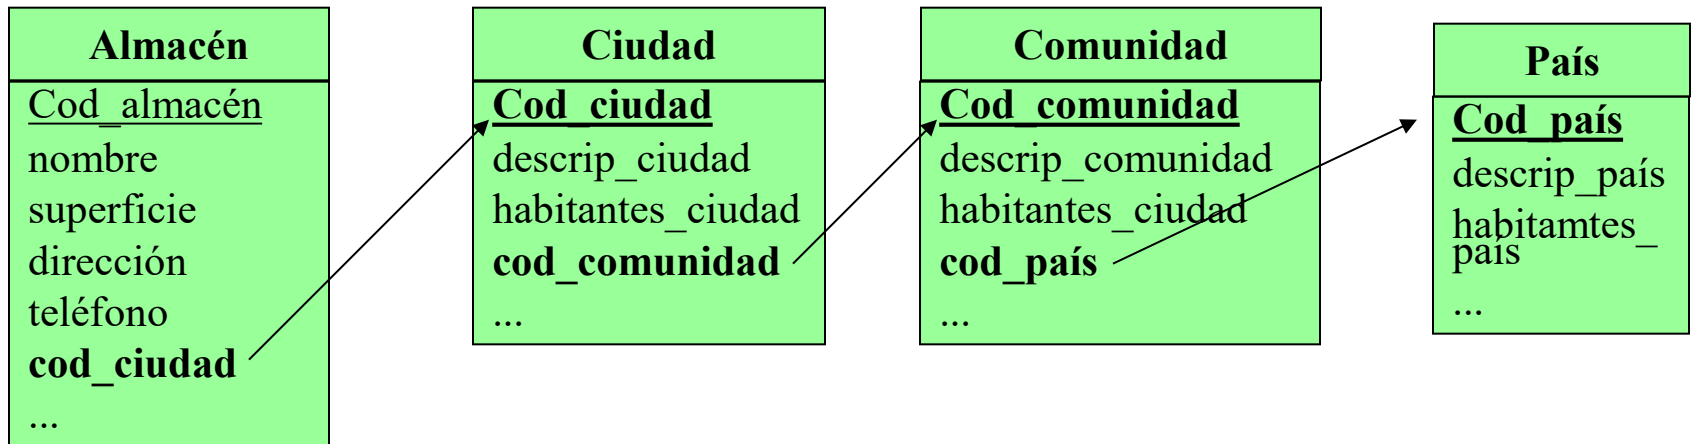 Almacén
Cod_almacén
nombre
superficie
dirección
teléfono
cod_ciudad
...
Ciudad
Cod_ciudad
descrip_ciudad
habitantes_ciudad
cod_comunidad
...
Comunidad
Cod_comunidad
descrip_comunidad
habitantes_ciudad
cod_país
...
País
Cod_país
descrip_país
habitamtes_
país
...